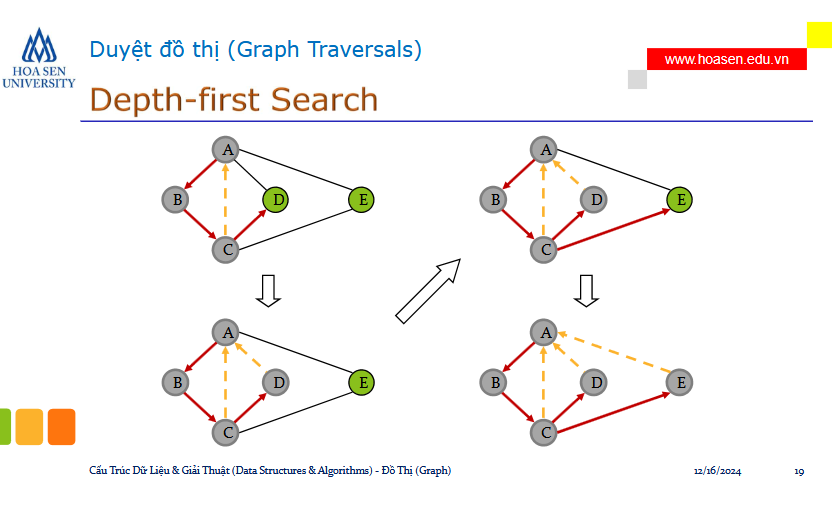 HOA SEN
UNIVERSITY
Duyệt đồ thị (Graph Traversals)
www.hoasen.edu.vn
Depth-first Search
A
B
D
E
C
A
B
D
E
C
A
B
D
E
C
A
B
D
E
C
Cấu Trúc Dữ Liệu & Giải Thuật (Data Structures & Algorithms) - Đồ Thị (Graph)
12/16/2024
19